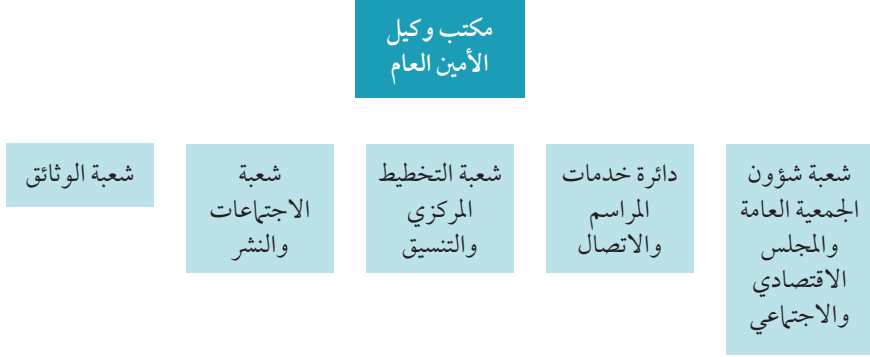 مكتب وكيل
الأمين العام
شعبة شؤون
الجمعية العامة
والمجلس
الاقتصادي
والاجتماعي
دائرة خدمات
المراسم
والاتصال
شعبة التخطيط
المركزي
والتنسيق
شعبة
الاجتماعات
والنشر
شعبة الوثائق